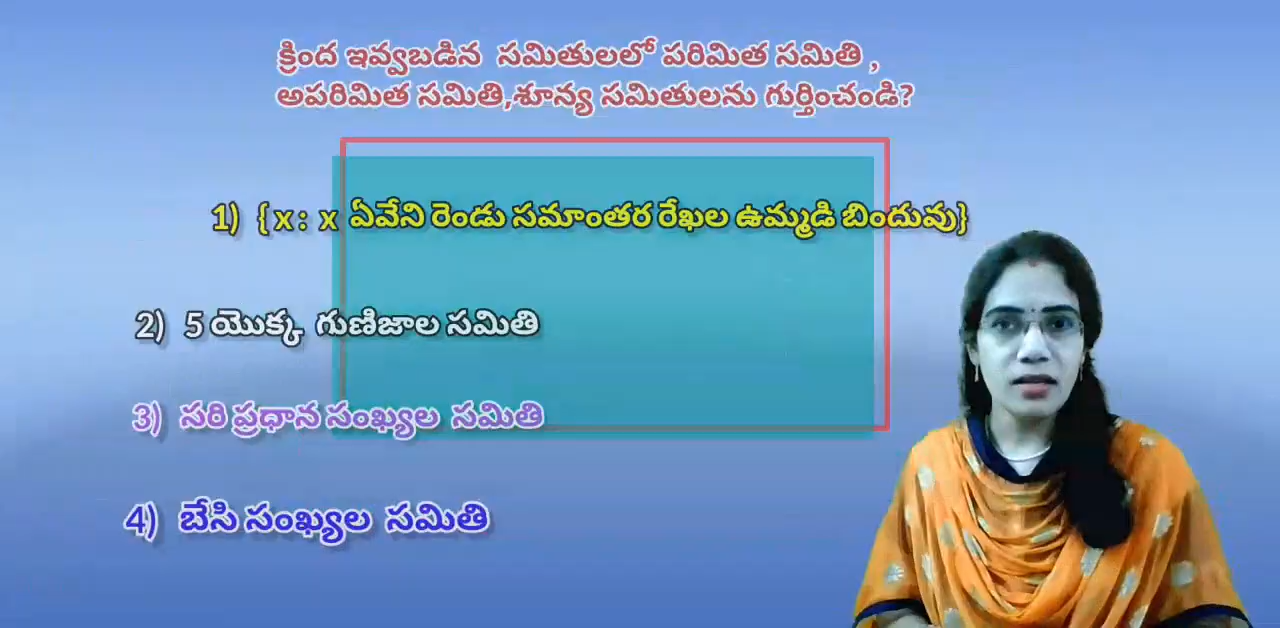 క్రింద ఇవ్వబడిన సమితులలో పరిమిత సమితి ,
అపరిమిత సమితి,శూన్య సమితులను గుర్తించండి?
1) { x : x ఏవేని రెండు సమాంతర రేఖల ఉమ్మడి బిందువు}
2) 5 యొక్క గుణిజాల సమితి
3) సరి ప్రధాన సంఖ్యల సమితి
4) బేసి సంఖ్యల సమితి